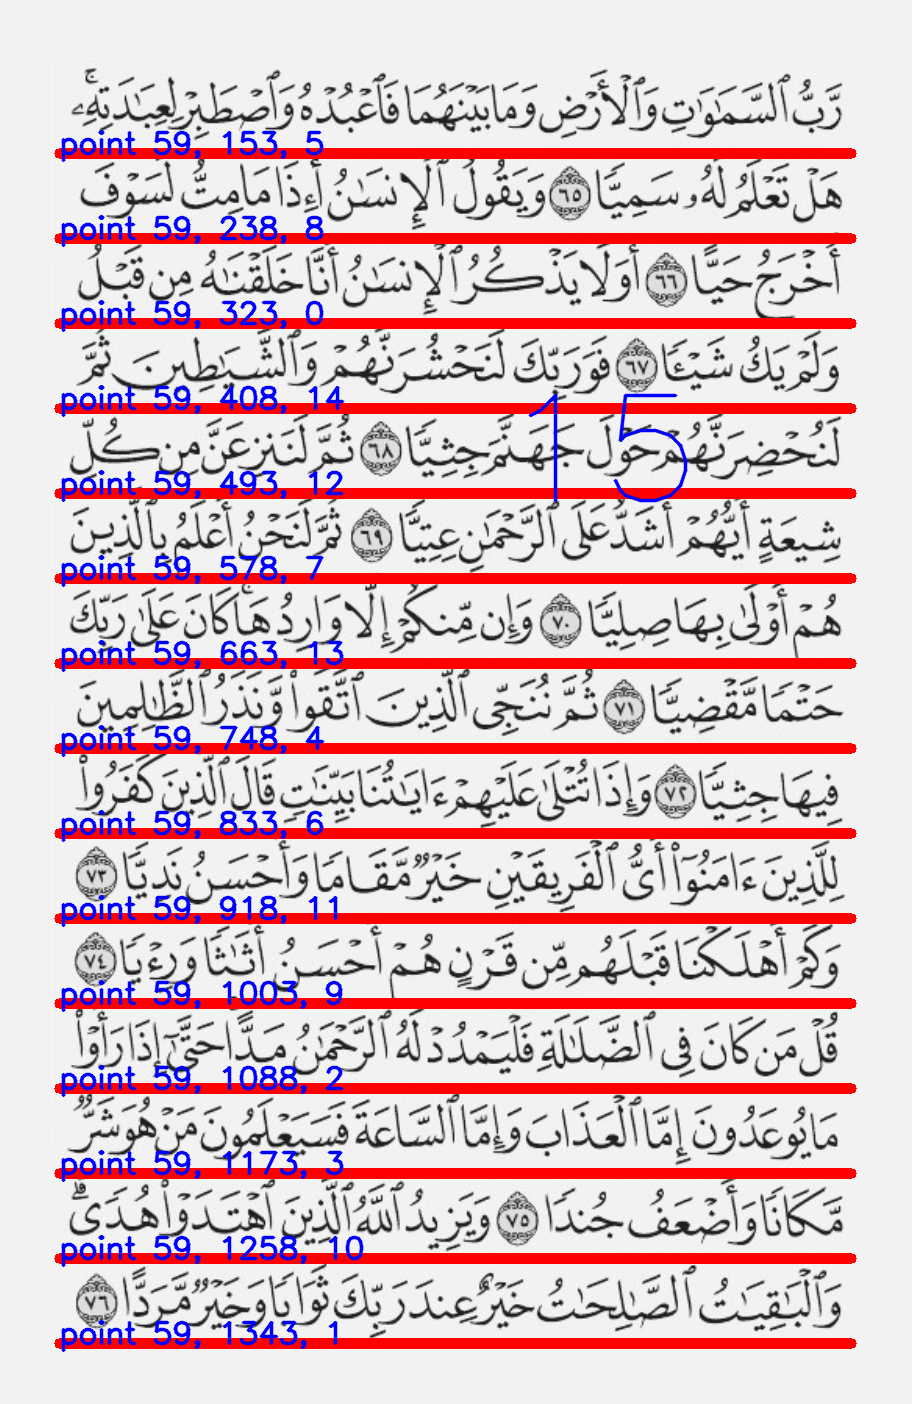 رَّبُّ ٱلسَّمَٰوَٰتِ وَٱلْأَرْضِ وَمَا بَيْنَهُمَا فَٱعْبُدْهُ وَٱصْطَبِرْ لِعِبَٰدَتِهِۦۚ
point 59, 153, 5
هَلْ تَعْلَمُ لَهُۥ سَمِيًّا ٦٥ وَيَقُولُ ٱلْإِنسَٰنُ أَءِذَا مَا مِتُّ لَسَوْفَ
point 59, 238, 8
أُخْرَجُ حَيًّا ٦٦ أَوَلَا يَذْكُرُ ٱلْإِنسَٰنُ أَنَّا خَلَقْنَٰهُ مِن قَبْلُ
point 59, 323, 0
وَلَمْ يَكُ شَيْـًٔا ٦٧ فَوَرَبِّكَ لَنَحْشُرَنَّهُمْ وَٱلشَّيَٰطِينَ ثُمَّ
point 59, 408, 14
15
لَنُحْضِرَنَّهُمْ حَوْلَ جَهَنَّمَ جِثِيًّا ٦٨ ثُمَّ لَنَنزِعَنَّ مِن كُلِّ
point 59, 493, 12
شِيعَةٍ أَيُّهُمْ أَشَدُّ عَلَى ٱلرَّحْمَٰنِ عِتِيًّا ٦٩ ثُمَّ لَنَحْنُ أَعْلَمُ بِٱلَّذِينَ
point 59, 578, 7
هُمْ أَوْلَىٰ بِهَا صِلِيًّا ٧٠ وَإِن مِّنكُمْ إِلَّا وَارِدُهَاۚ كَانَ عَلَىٰ رَبِّكَ
point 59, 663, 13
حَتْمًا مَّقْضِيًّا ٧١ ثُمَّ نُنَجِّى ٱلَّذِينَ ٱتَّقَوا۟ وَّنَذَرُ ٱلظَّٰلِمِينَ
point 59, 748, 4
فِيهَا جِثِيًّا ٧٢ وَإِذَا تُتْلَىٰ عَلَيْهِمْ ءَايَٰتُنَا بَيِّنَٰتٍ قَالَ ٱلَّذِينَ كَفَرُوا۟
point 59, 833, 6
لِلَّذِينَ ءَامَنُوٓا۟ أَىُّ ٱلْفَرِيقَيْنِ خَيْرٌ مَّقَامًا وَأَحْسَنُ نَدِيًّا ٧٣
point 59, 918, 11
وَكَمْ أَهْلَكْنَا قَبْلَهُم مِّن قَرْنٍ هُمْ أَحْسَنُ أَثَٰثًا وَرِءْيًا ٧٤
point 59, 1003, 9
قُلْ مَن كَانَ فِى ٱلضَّلَٰلَةِ فَلْيَمْدُدْ لَهُ ٱلرَّحْمَٰنُ مَدًّا حَتَّىٰٓ إِذَا رَأَوْا۟
point 59, 1088, 2
مَا يُوعَدُونَ إِمَّا ٱلْعَذَابَ وَإِمَّا ٱلسَّاعَةَ فَسَيَعْلَمُونَ مَنْ هُوَ شَرٌّ
point 59, 1173, 3
مَّكَانًا وَأَضْعَفُ جُندًا ٧٥ وَيَزِيدُ ٱللَّهُ ٱلَّذِينَ ٱهْتَدَوْا۟ هُدًىۗ
point 59, 1258, 10
وَٱلْبَٰقِيَٰتُ ٱلصَّٰلِحَٰتُ خَيْرٌ عِندَ رَبِّكَ ثَوَابًا وَخَيْرٌ مَّرَدًّا ٧٦
point 59, 1343, 1